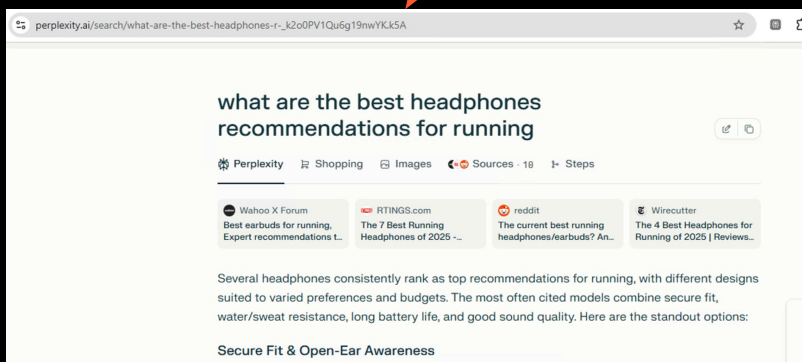 perplexity.ai/search/what-are-the-best-headphones-r-_k2o0PV1Qu6g19nwYK.k5A
what are the best headphones
recommendations for running
Perplexity Shopping Images Sources · 10 Steps
Wahoo X Forum
Best earbuds for running,
Expert recommendations t...
RTINGS.com
The 7 Best Running
Headphones of 2025 -...
reddit
The current best running
headphones/earbuds? An...
Wirecutter
The 4 Best Headphones for
Running of 2025 | Reviews...
Several headphones consistently rank as top recommendations for running, with different designs
suited to varied preferences and budgets. The most often cited models combine secure fit,
water/sweat resistance, long battery life, and good sound quality. Here are the standout options:
Secure Fit & Open-Ear Awareness